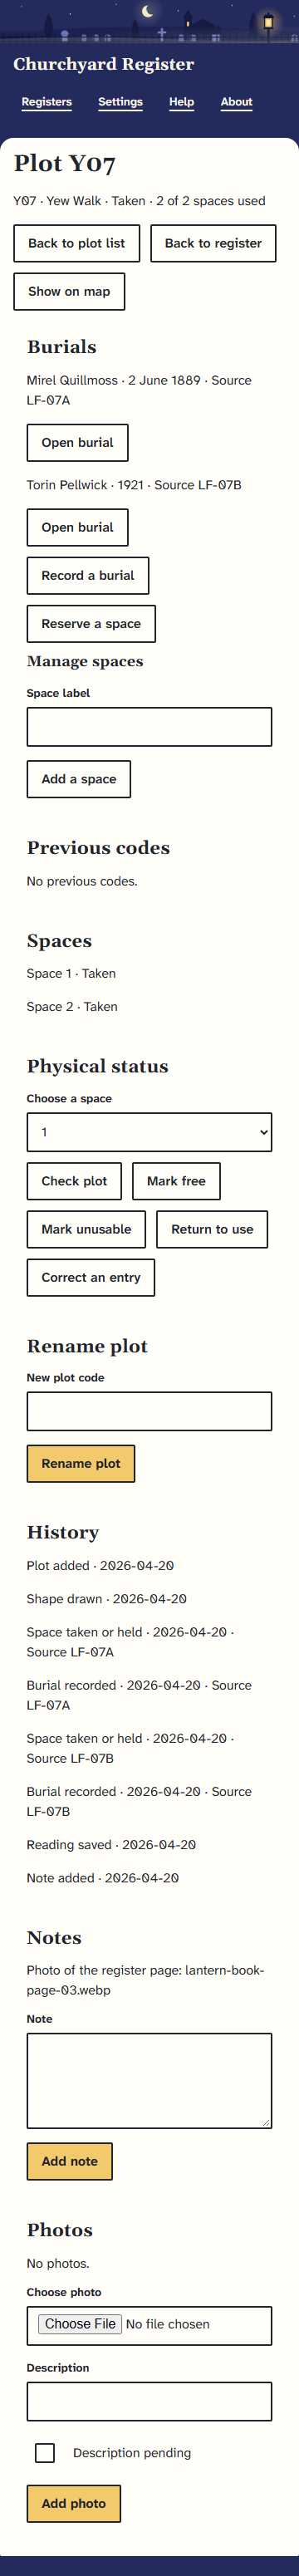 Churchyard Register
Registers Settings Help About
Plot Y07
Y07 · Yew Walk · Taken · 2 of 2 spaces used
Back to plot list Back to register
Show on map
Burials
Mirel Quillmoss · 2 June 1889 · Source
LF-07A
Open burial
Torin Pellwick · 1921 · Source LF-07B
Open burial
Record a burial
Reserve a space
Manage spaces
Space label
Add a space
Previous codes
No previous codes.
Spaces
Space 1 · Taken
Space 2 · Taken
Physical status
Choose a space
1
Check plot Mark free
Mark unusable Return to use
Correct an entry
Rename plot
New plot code
Rename plot
History
Plot added · 2026-04-20
Shape drawn · 2026-04-20
Space taken or held · 2026-04-20 ·
Source LF-07A
Burial recorded · 2026-04-20 · Source
LF-07A
Space taken or held · 2026-04-20 ·
Source LF-07B
Burial recorded · 2026-04-20 · Source
LF-07B
Reading saved · 2026-04-20
Note added · 2026-04-20
Notes
Photo of the register page: lantern-book-
page-03.webp
Note
Add note
Photos
No photos.
Choose photo
Choose File No file chosen
Description
Description pending
Add photo